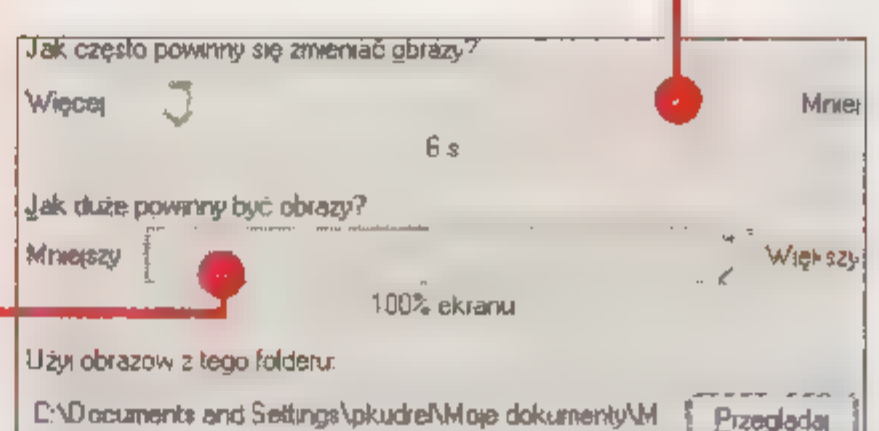 Jak często powinny się zmieniać obrazy?
Więcej Mniej
6 s
Jak duże powinny być obrazy?
Mniejszy Większy
100% ekranu
Użyj obrazów z tego folderu:
C:\Documents and Settings\pkudrel\Moje dokumenty\M Przeglądaj